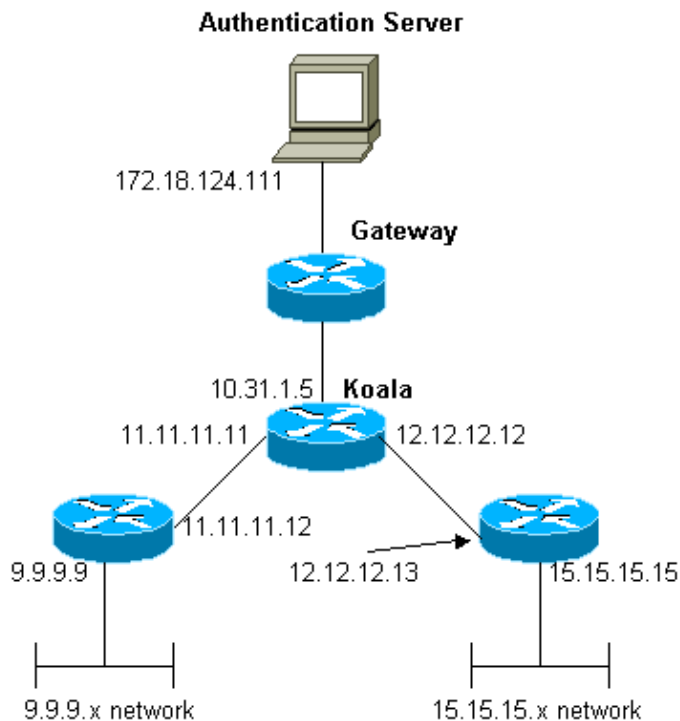 Authentication Server
172.18.124.111
Gateway
10.31.1.5
Koala
11.11.11.11
12.12.12.12
11.11.11.12
9.9.9.9
12.12.12.13
15.15.15.15
9.9.9.x network
15.15.15.x network